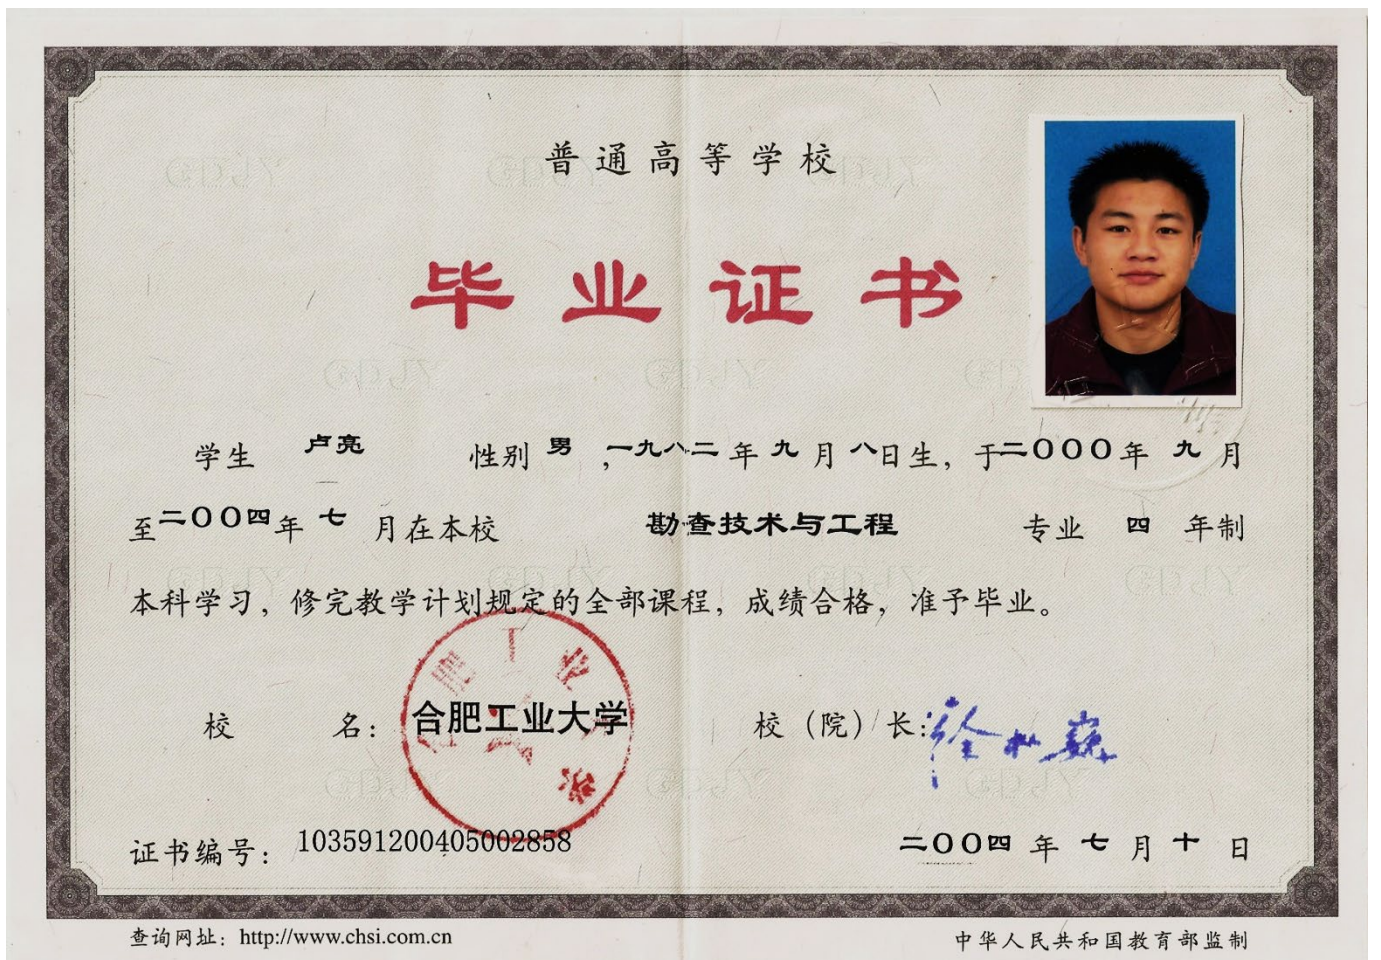 普通高等学校
毕业证书
学生 卢亮 性别 男 ,一九八二年 九 月 八日生，于二000年 九 月
至二00四年 七 月在本校 勘查技术与工程 专业 四 年制
本科学习，修完教学计划规定的全部课程，成绩合格，准予毕业。
校 名： 合肥工业大学 校（院）长：
证书编号： 103591200405002858 二00四 年 七 月 十 日
查询网址：http://www.chsi.com.cn 中华人民共和国教育部监制